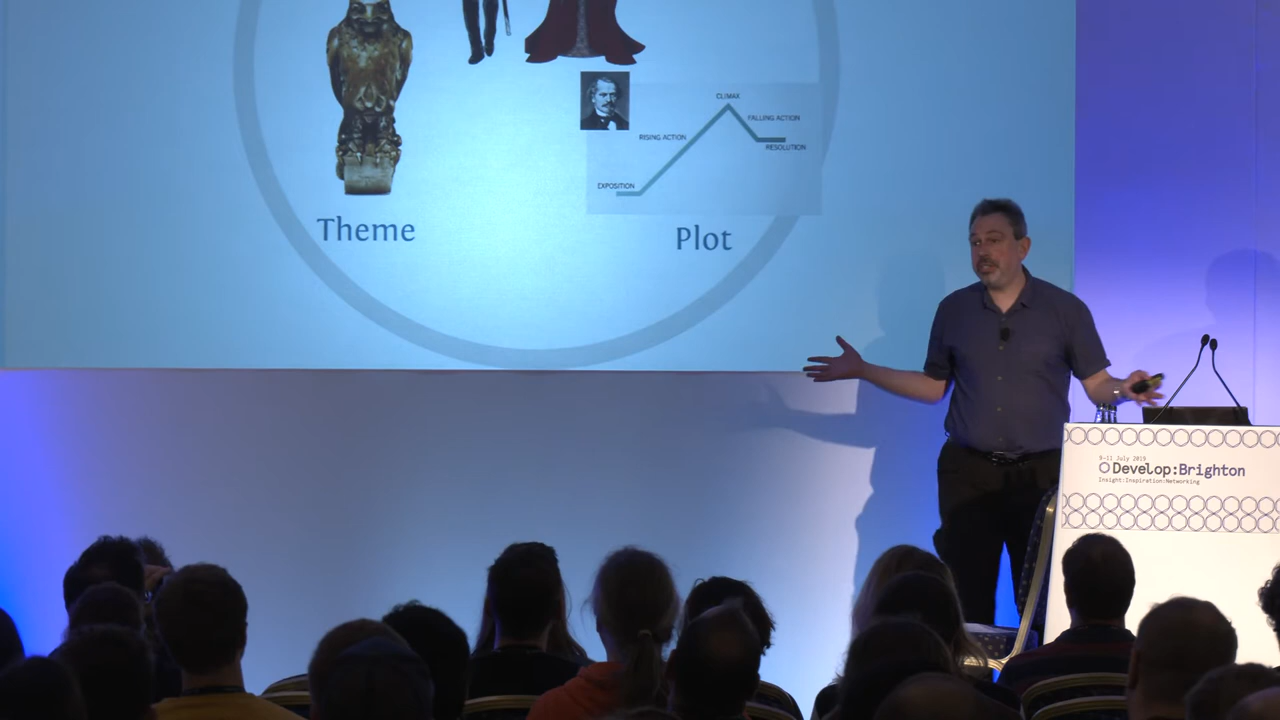 CLIMAX
FALLING ACTION
RISING ACTION
RESOLUTION
EXPOSITION
Theme
Plot
9-11 July 2019
Develop:Brighton
Insight:Inspiration:Networking